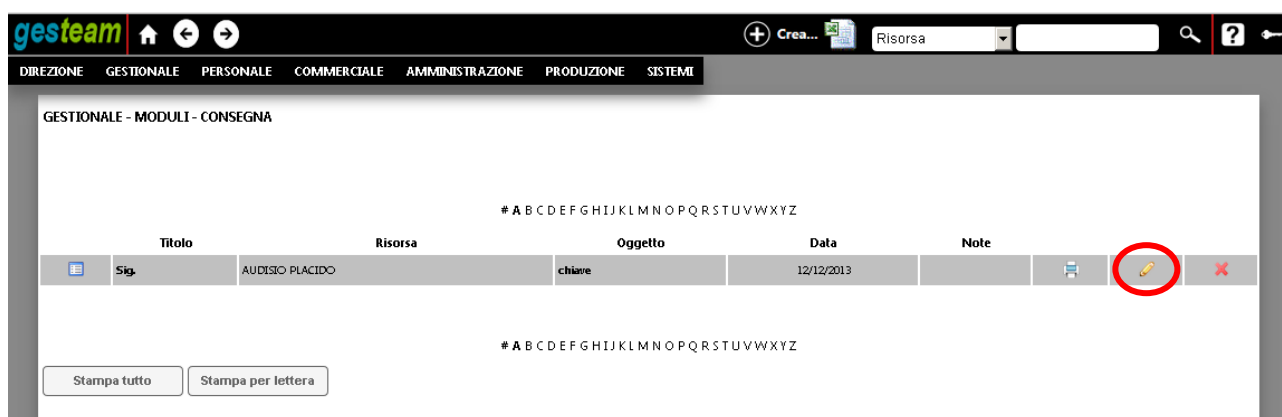 gesteam Crea... Risorsa ?
DIREZIONE GESTIONALE PERSONALE COMMERCIALE AMMINISTRAZIONE PRODUZIONE SISTEMI
GESTIONALE - MODULI - CONSEGNA
# A B C D E F G H I J K L M N O P Q R S T U V W X Y Z
Titolo Risorsa Oggetto Data Note
Sig. AUDISIO PLACIDO chiave 12/12/2013
# A B C D E F G H I J K L M N O P Q R S T U V W X Y Z
Stampa tutto Stampa per lettera